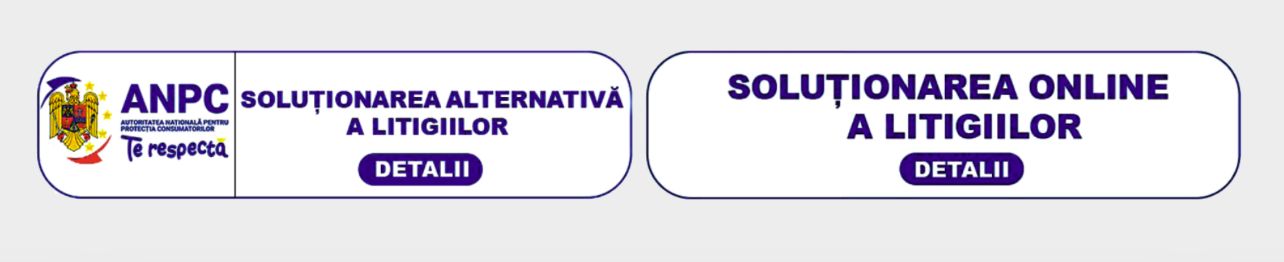 ANPC
AUTORITATEA NAȚIONALĂ PENTRU
PROTECȚIA CONSUMATORILOR
Te respectă
SOLUȚIONAREA ALTERNATIVĂ
A LITIGIILOR
DETALII
SOLUȚIONAREA ONLINE
A LITIGIILOR
DETALII